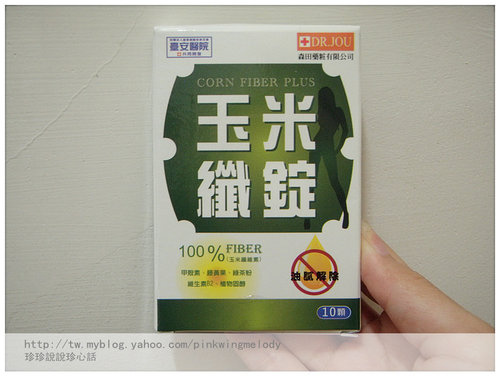 臺安醫院
DR.JOU
森田藥粧有限公司
CORN FIBER PLUS
玉米
纖錠
100% FIBER
(玉米纖維素)
甲殼素、藤黃果、綠茶粉
維生素B2、植物固醇
油膩解除
10顆
http://tw.myblog.yahoo.com/pinkwingmelody
珍珍說說珍心話